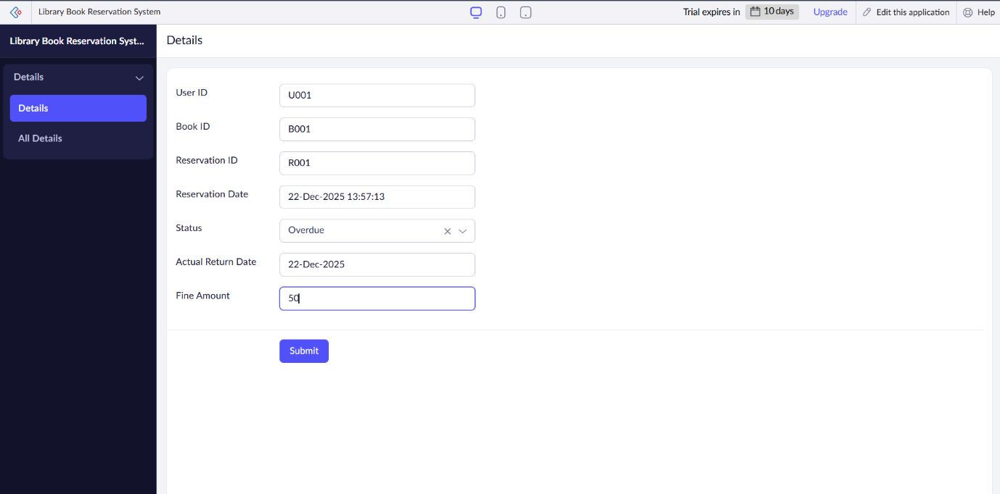 Library Book Reservation System
Trial expires in 10 days Upgrade Edit this application Help
Library Book Reservation Syst...
Details
Details
Details
All Details
User ID U001
Book ID B001
Reservation ID R001
Reservation Date 22-Dec-2025 13:57:13
Status Overdue
Actual Return Date 22-Dec-2025
Fine Amount 50
Submit